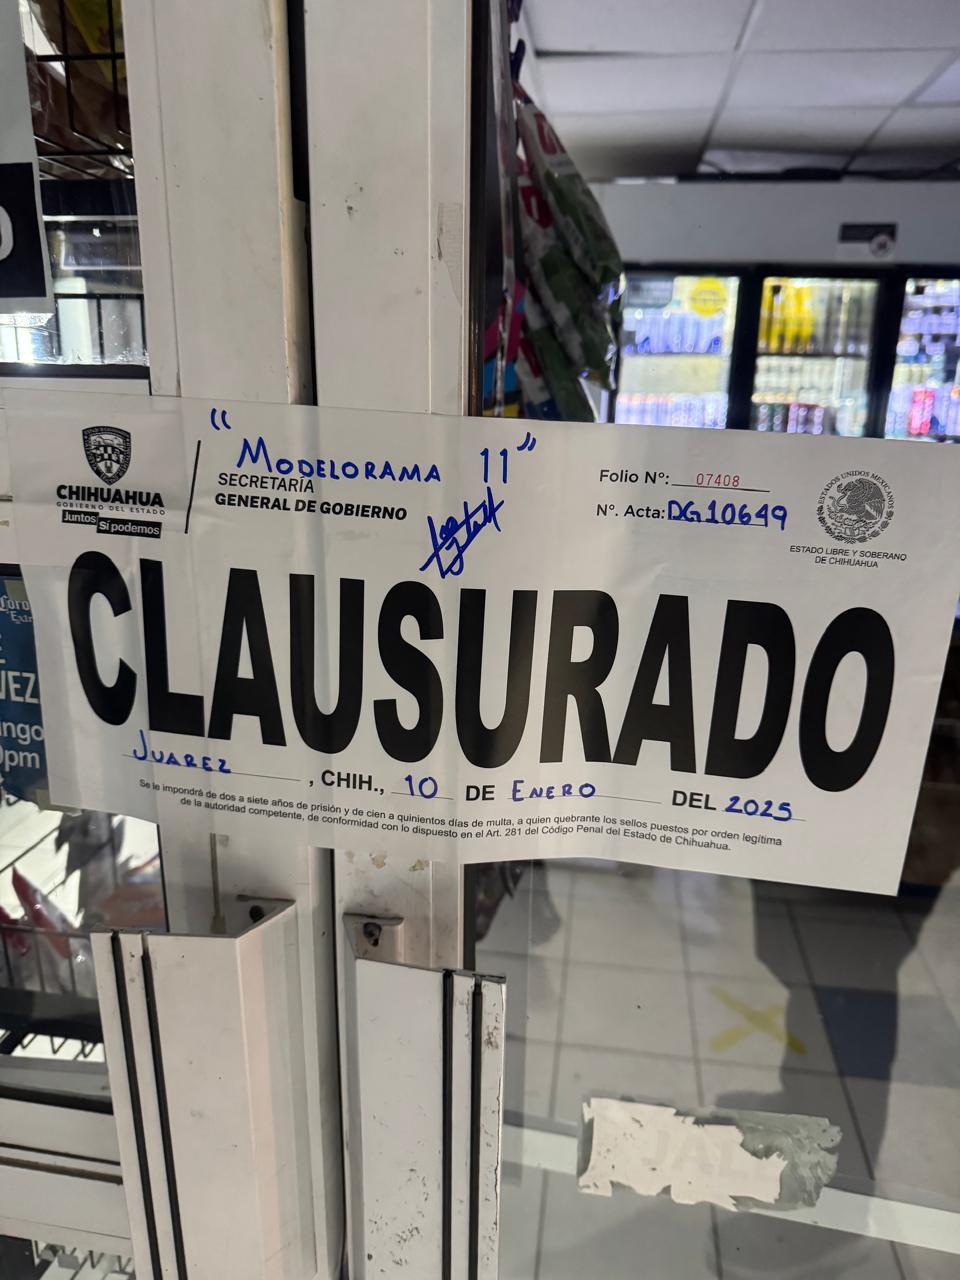 "MODELORAMA 11"
CHIHUAHUA
GOBIERNO DEL ESTADO
Juntos Sí podemos
SECRETARÍA
GENERAL DE GOBIERNO
Folio Nº: 07408
Nº. Acta: DG10649
ESTADOS UNIDOS MEXICANOS
ESTADO LIBRE Y SOBERANO
DE CHIHUAHUA
CLAUSURADO
JUAREZ, CHIH., 10 DE ENERO DEL 2025
Se le impondrá de dos a siete años de prisión y de cien a quinientos días de multa, a quien quebrante los sellos puestos por orden legítima
de la autoridad competente, de conformidad con lo dispuesto en el Art. 281 del Código Penal del Estado de Chihuahua.